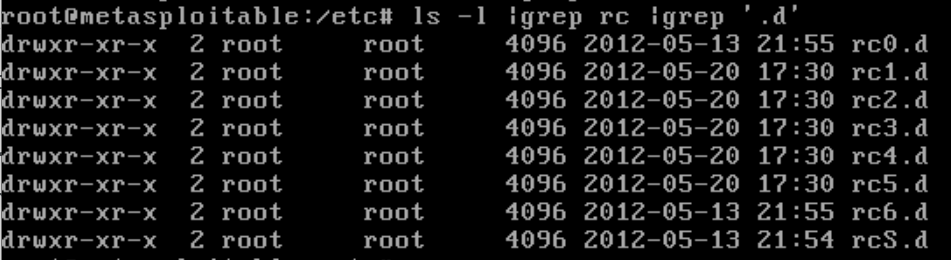 root@metasploitable:/etc# ls -l |grep rc |grep '.d'
drwxr-xr-x 2 root root 4096 2012-05-13 21:55 rc0.d
drwxr-xr-x 2 root root 4096 2012-05-20 17:30 rc1.d
drwxr-xr-x 2 root root 4096 2012-05-20 17:30 rc2.d
drwxr-xr-x 2 root root 4096 2012-05-20 17:30 rc3.d
drwxr-xr-x 2 root root 4096 2012-05-20 17:30 rc4.d
drwxr-xr-x 2 root root 4096 2012-05-20 17:30 rc5.d
drwxr-xr-x 2 root root 4096 2012-05-13 21:55 rc6.d
drwxr-xr-x 2 root root 4096 2012-05-13 21:54 rcS.d